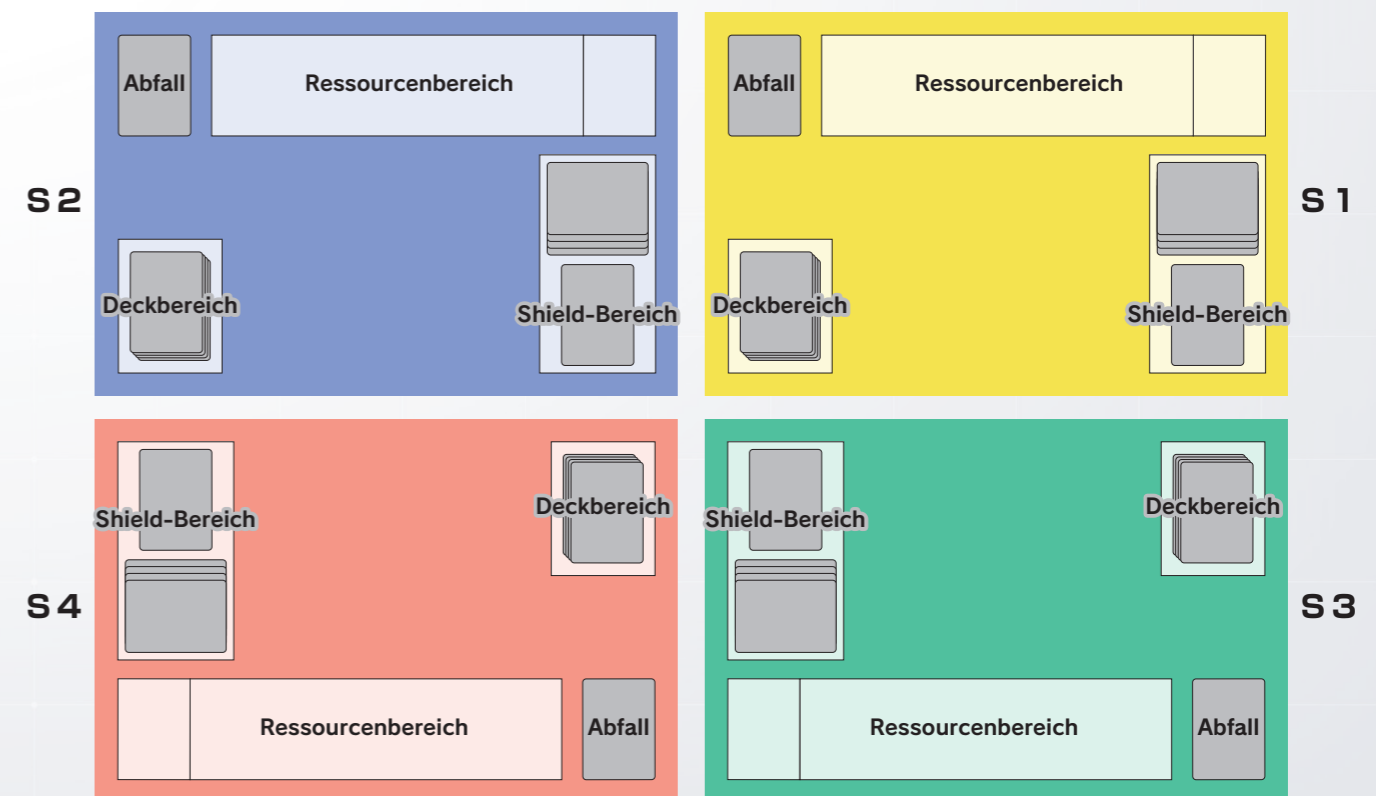 Abfall
Ressourcenbereich
Abfall
Ressourcenbereich
S2
S1
Deckbereich
Shield-Bereich
Deckbereich
Shield-Bereich
Shield-Bereich
Deckbereich
Shield-Bereich
Deckbereich
S4
S3
Ressourcenbereich
Abfall
Ressourcenbereich
Abfall